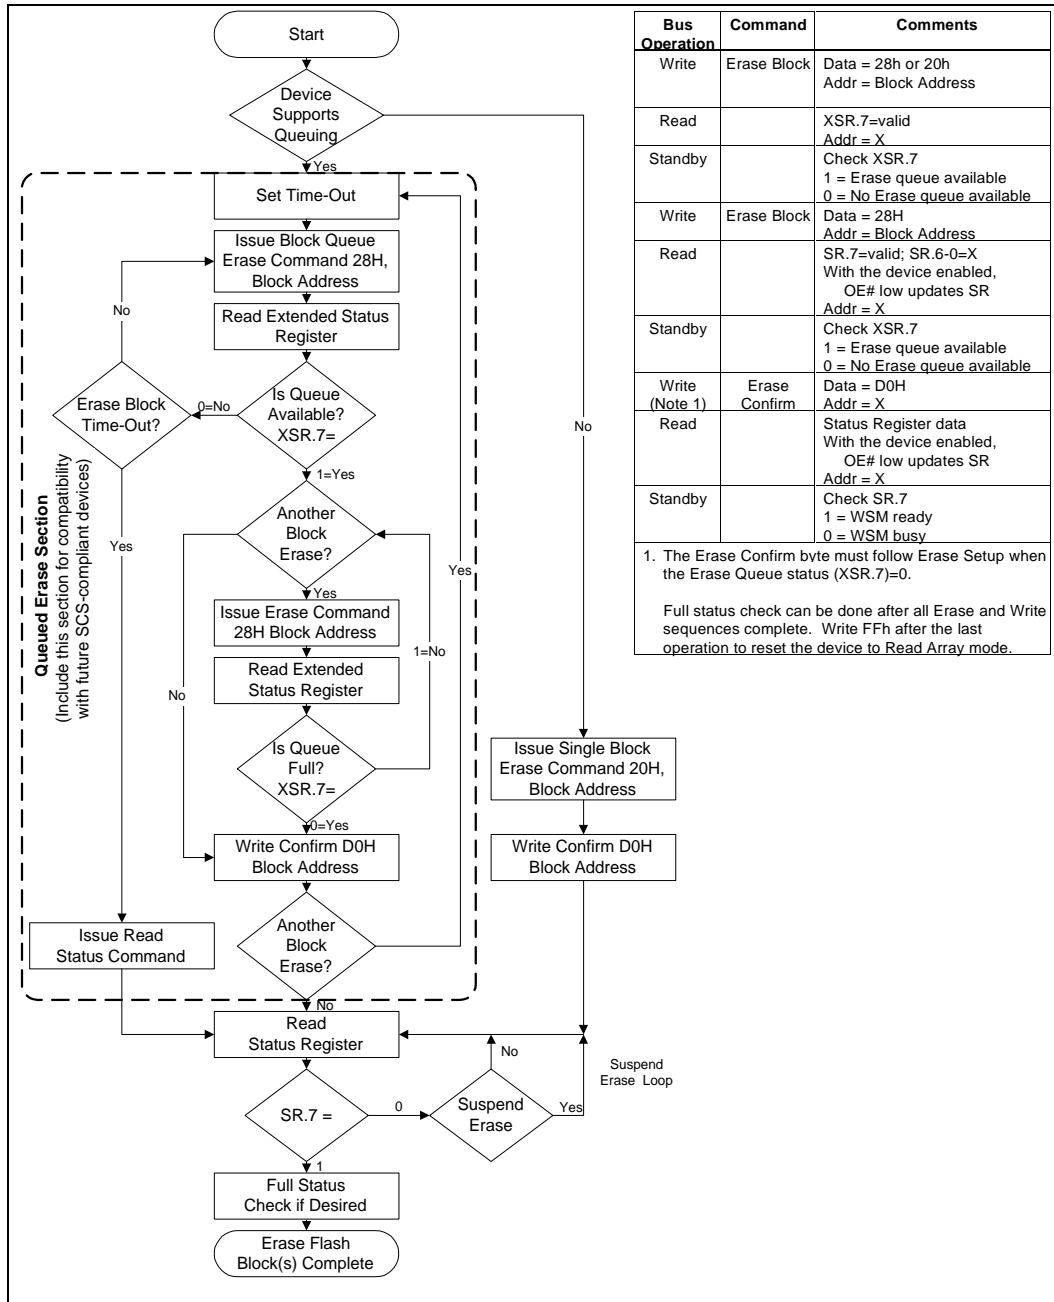 Start
Device
Supports
Queuing
Yes
Set Time-Out
Issue Block Queue
Erase Command 28H,
Block Address
No
Read Extended Status
Register
Erase Block
Time-Out?
0=No
Is Queue
Available?
XSR.7=
No
1=Yes
Queued Erase Section
(Include this section for compatibility
with future SCS-compliant devices)
Another
Block
Erase?
Yes
Yes
Yes
Issue Erase Command
28H Block Address
1=No
Read Extended
Status Register
No
Is Queue
Full?
XSR.7=
Issue Single Block
Erase Command 20H,
Block Address
0=Yes
Write Confirm D0H
Block Address
Write Confirm D0H
Block Address
Issue Read
Status Command
Another
Block
Erase?
No
Read
Status Register
No
Suspend
Erase Loop
SR.7 =
0
Suspend
Erase
Yes
1
Full Status
Check if Desired
Erase Flash
Block(s) Complete
Bus Operation Command Comments
Write Erase Block Data = 28h or 20h
Addr = Block Address
Read XSR.7=valid
Addr = X
Standby Check XSR.7
1 = Erase queue available
0 = No Erase queue available
Write Erase Block Data = 28H
Addr = Block Address
Read SR.7=valid; SR.6-0=X
With the device enabled,
OE# low updates SR
Addr = X
Standby Check XSR.7
1 = Erase queue available
0 = No Erase queue available
Write Erase Data = D0H
(Note 1) Confirm Addr = X
Read Status Register data
With the device enabled,
OE# low updates SR
Addr = X
Standby Check SR.7
1 = WSM ready
0 = WSM busy
1. The Erase Confirm byte must follow Erase Setup when
the Erase Queue status (XSR.7)=0.
Full status check can be done after all Erase and Write
sequences complete. Write FFh after the last
operation to reset the device to Read Array mode.